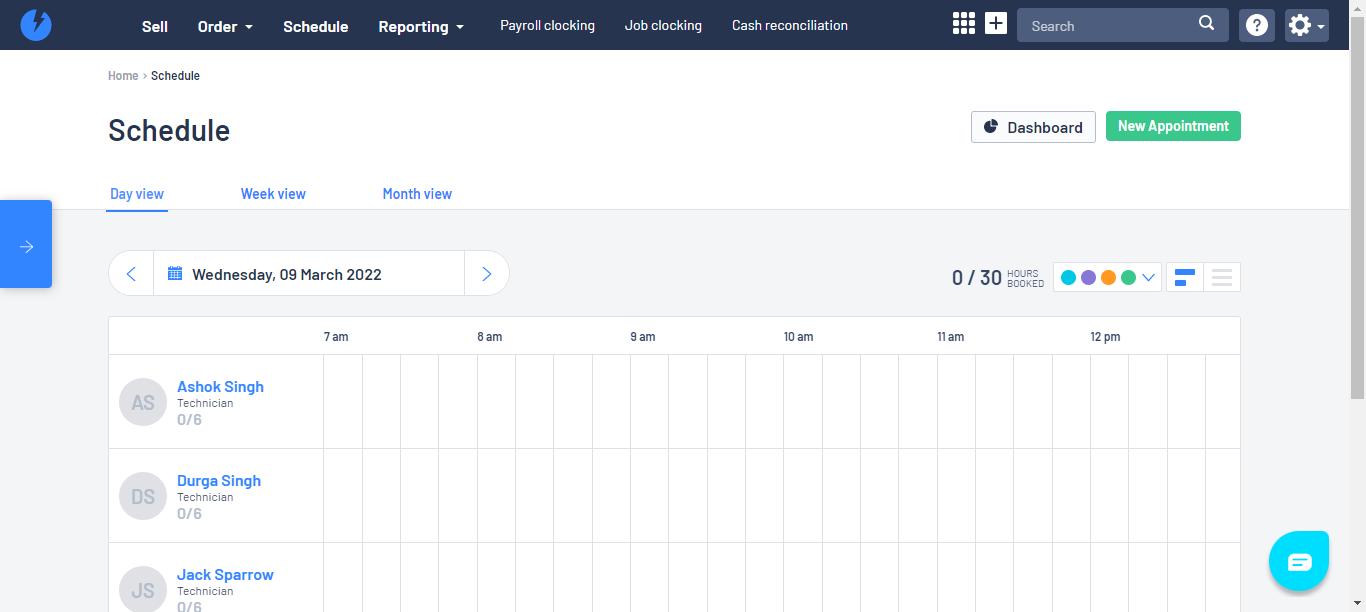 Sell Order Schedule Reporting Payroll clocking Job clocking Cash reconciliation Search ?
Home › Schedule
Schedule
Dashboard New Appointment
Day view Week view Month view
Wednesday, 09 March 2022
0 / 30 HOURS BOOKED
7 am 8 am 9 am 10 am 11 am 12 pm
AS
Ashok Singh
Technician
0/6
DS
Durga Singh
Technician
0/6
JS
Jack Sparrow
Technician
0/6